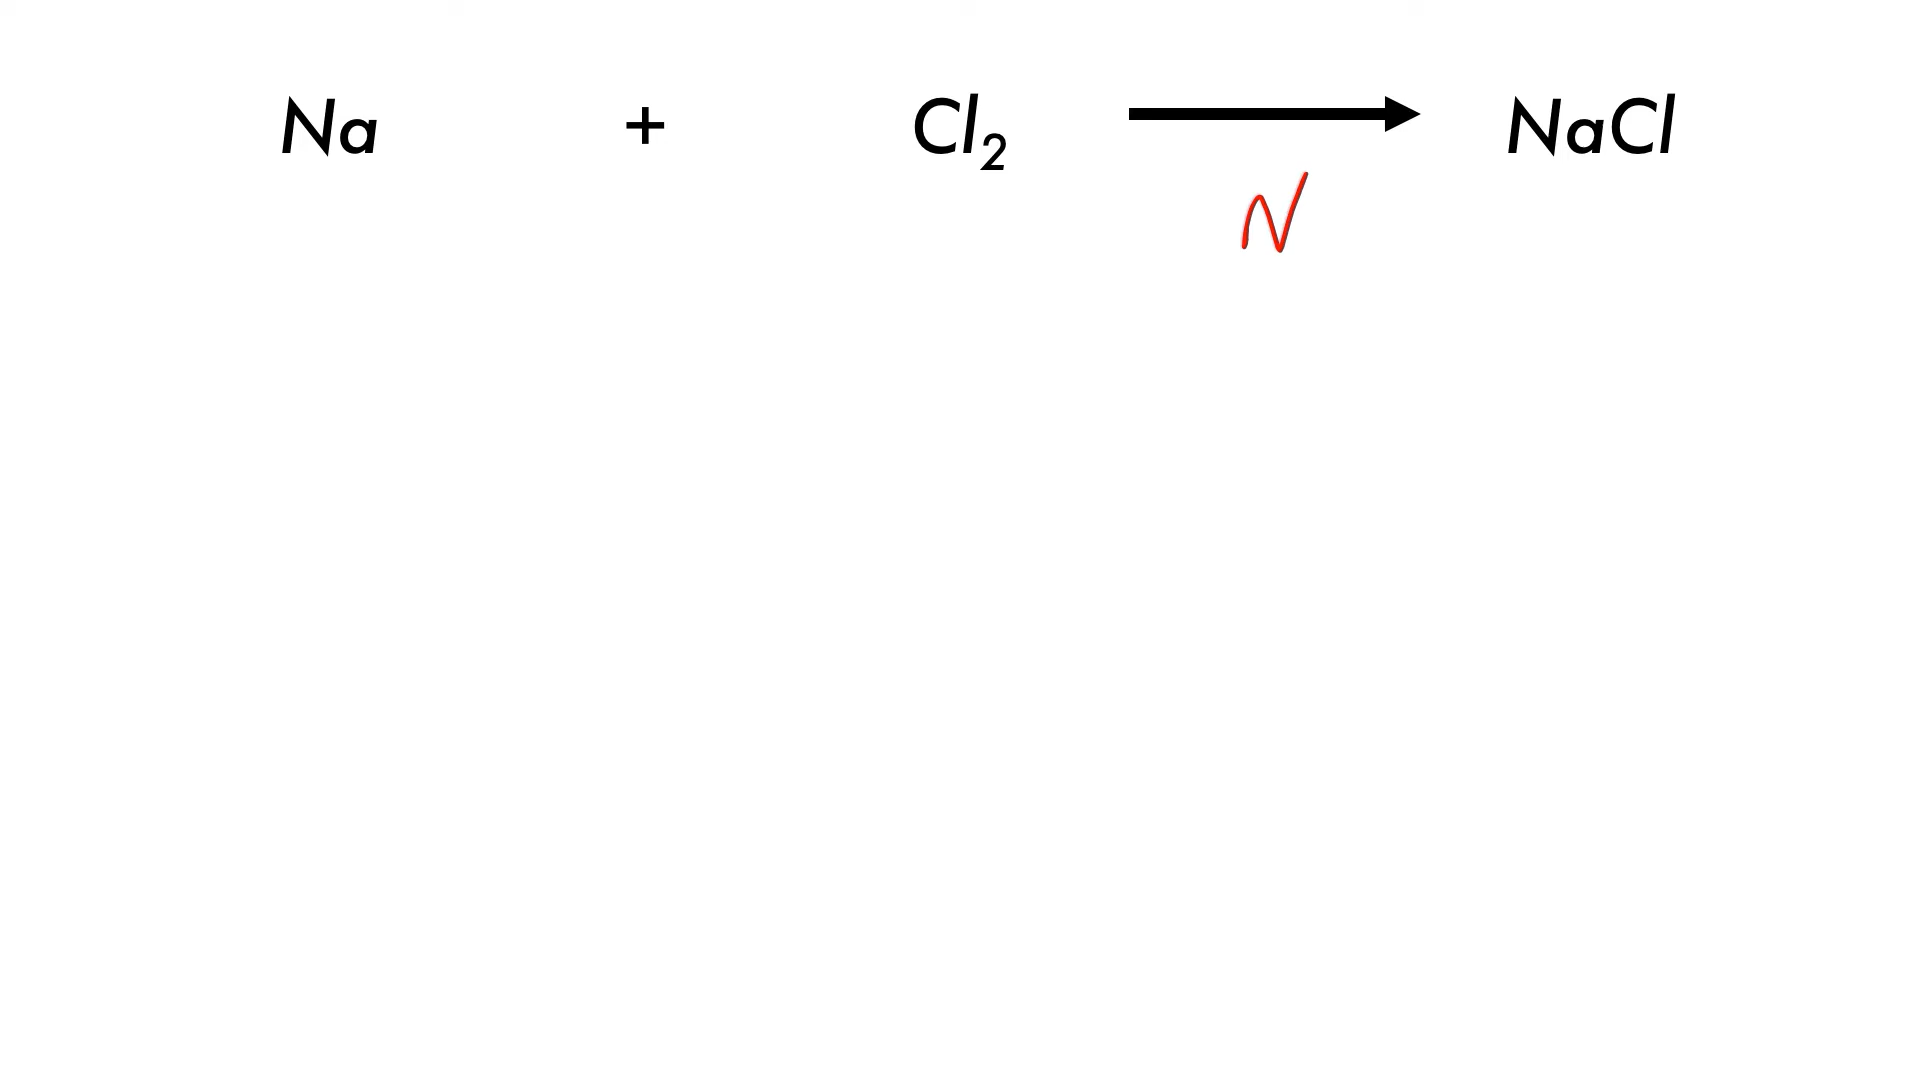 Na + Cl₂ → NaCl
N